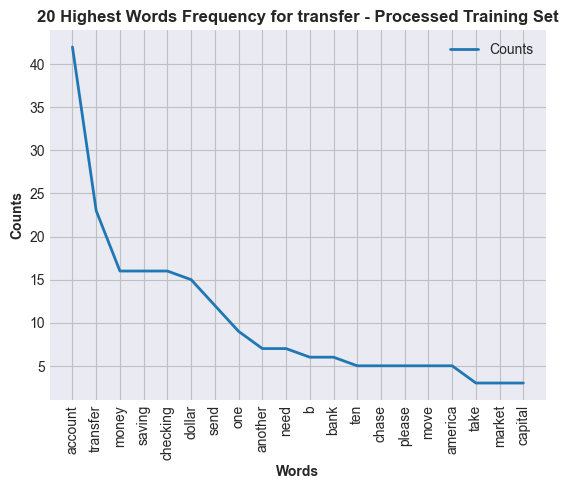 20 Highest Words Frequency for transfer - Processed Training Set
Counts
40
35
30
25
20
15
10
5
Counts
account
transfer
money
saving
checking
dollar
send
one
another
need
b
bank
ten
chase
please
move
america
take
market
capital
Words